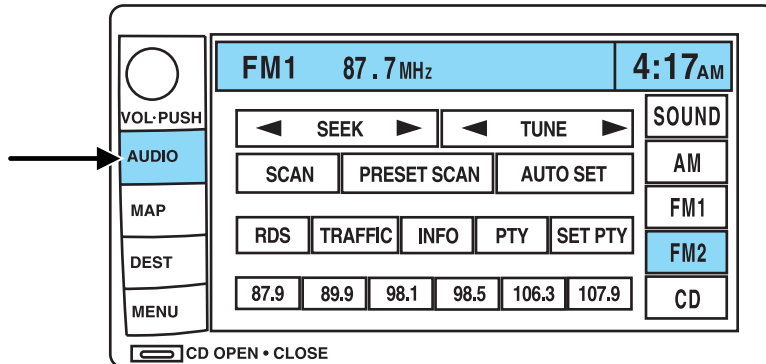 FM1 87.7MHz 4:17AM
VOL·PUSH
AUDIO
MAP
DEST
MENU
◄ SEEK ► ◄ TUNE ►
SCAN PRESET SCAN AUTO SET
RDS TRAFFIC INFO PTY SET PTY
87.9 89.9 98.1 98.5 106.3 107.9
SOUND
AM
FM1
FM2
CD
CD OPEN • CLOSE